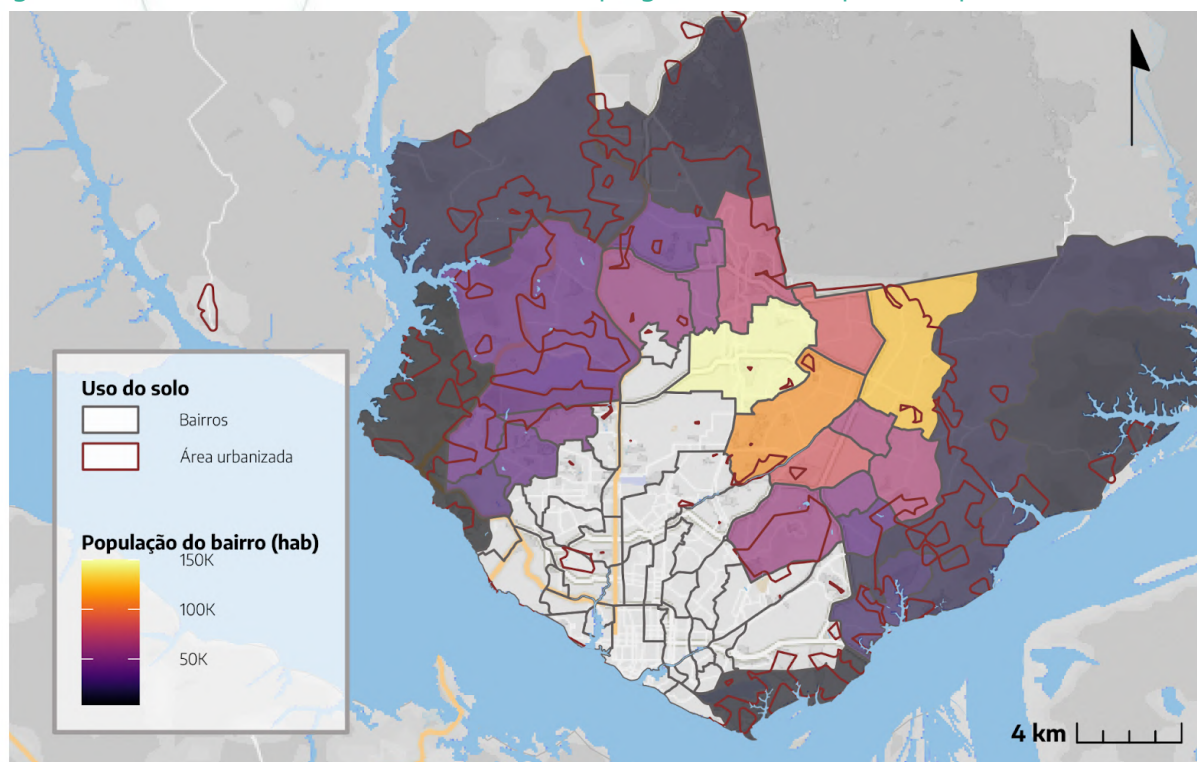 Uso do solo
Bairros
Área urbanizada
População do bairro (hab)
150K
100K
50K
4 km